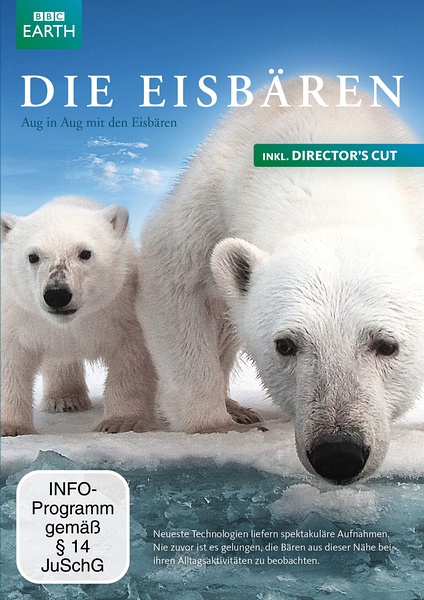 BBC
EARTH
DIE EISBÄREN
Aug in Aug mit den Eisbären
INKL. DIRECTOR'S CUT
INFO-
Programm
gemäß
§ 14
JuSchG
Neueste Technologien liefern spektakuläre Aufnahmen.
Nie zuvor ist es gelungen, die Bären aus dieser Nähe bei
ihren Alltagsaktivitäten zu beobachten.